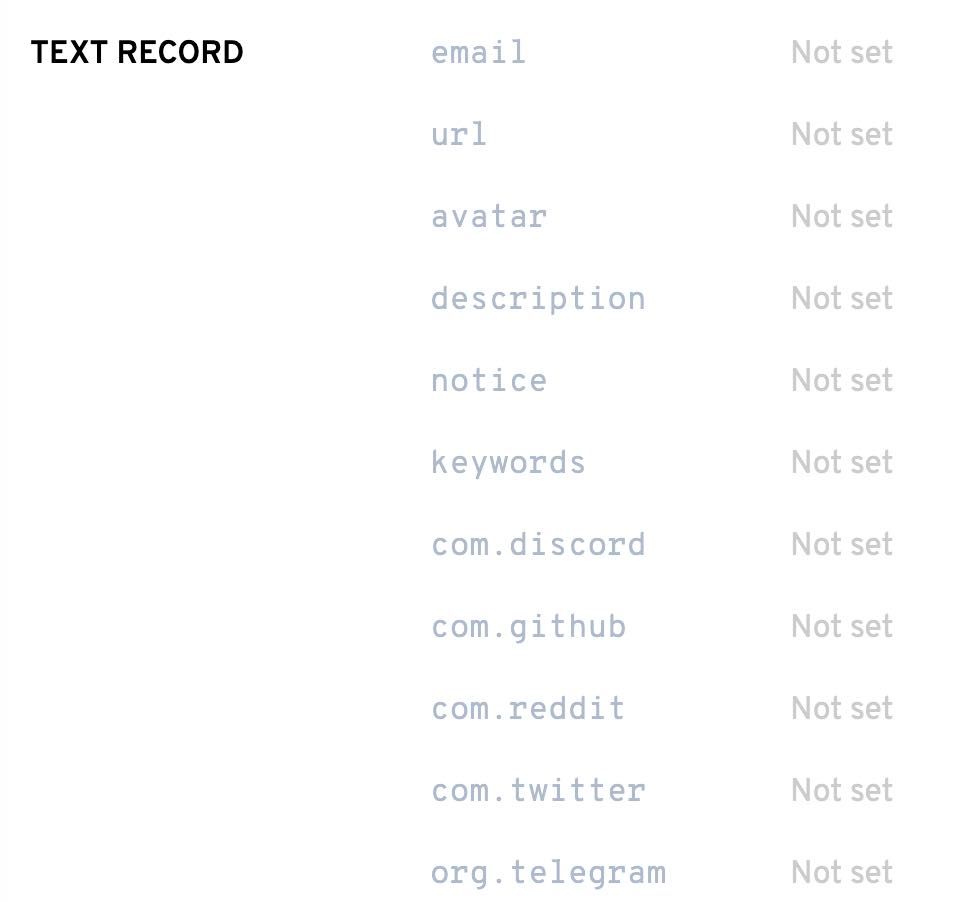 TEXT RECORD email Not set
url Not set
avatar Not set
description Not set
notice Not set
keywords Not set
com.discord Not set
com.github Not set
com.reddit Not set
com.twitter Not set
org.telegram Not set